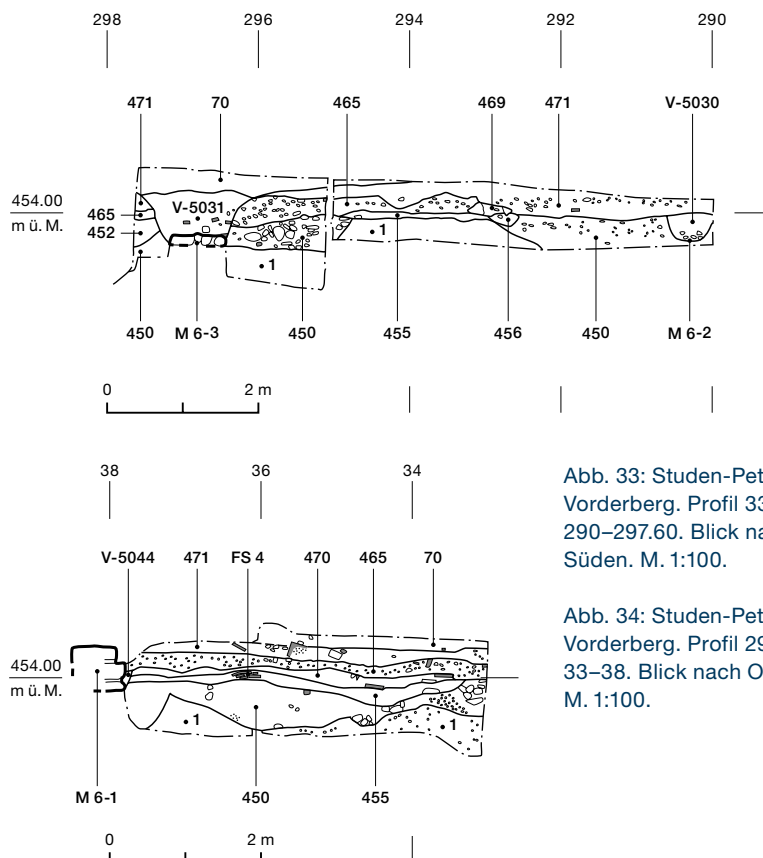 298 296 294 292 290
471 70 465 469 471 V-5030
454.00
m ü. M.
V-5031
465
452
1
1
450 M 6-3 450 455 456 450 M 6-2
0 2 m
38 36 34
V-5044 471 FS 4 470 465 70
454.00
m ü. M.
1
1
M 6-1 450 455
0 2 m
Abb. 33: Studen-Pet
Vorderberg. Profil 33
290–297.60. Blick na
Süden. M. 1:100.
Abb. 34: Studen-Pet
Vorderberg. Profil 29
33–38. Blick nach O
M. 1:100.